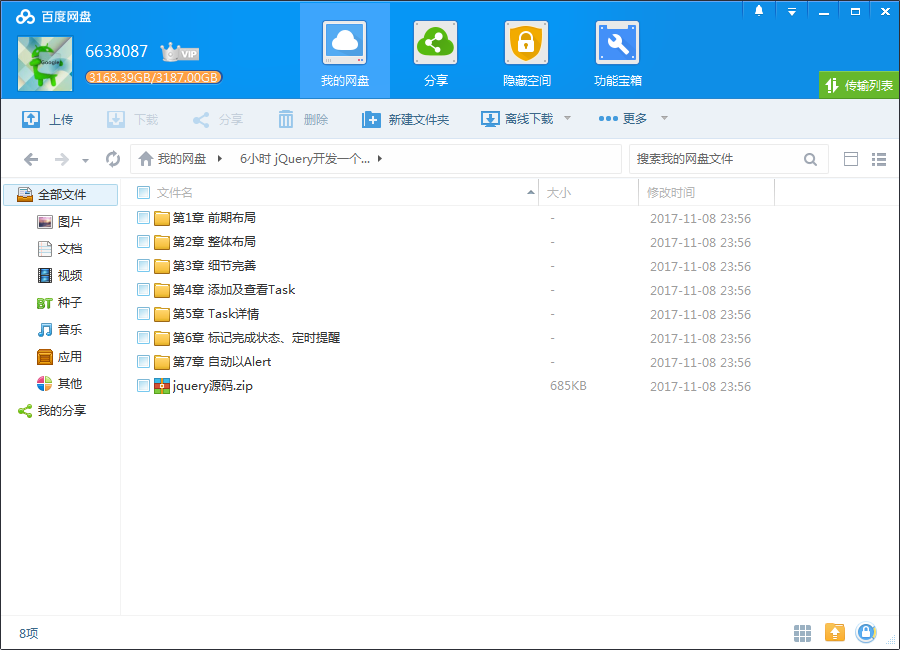 百度网盘
6638087 VIP
3168.39GB/3187.00GB
我的网盘 分享 隐藏空间 功能宝箱
传输列表
上传 下载 分享 删除 新建文件夹 离线下载 更多
我的网盘 6小时 jQuery开发一个... 搜索我的网盘文件
全部文件
图片
文档
视频
BT 种子
音乐
应用
其他
我的分享
文件名 大小 修改时间
第1章 前期布局 - 2017-11-08 23:56
第2章 整体布局 - 2017-11-08 23:56
第3章 细节完善 - 2017-11-08 23:56
第4章 添加及查看Task - 2017-11-08 23:56
第5章 Task详情 - 2017-11-08 23:56
第6章 标记完成状态、定时提醒 - 2017-11-08 23:56
第7章 自动以Alert - 2017-11-08 23:56
jquery源码.zip 685KB 2017-11-08 23:56
8项